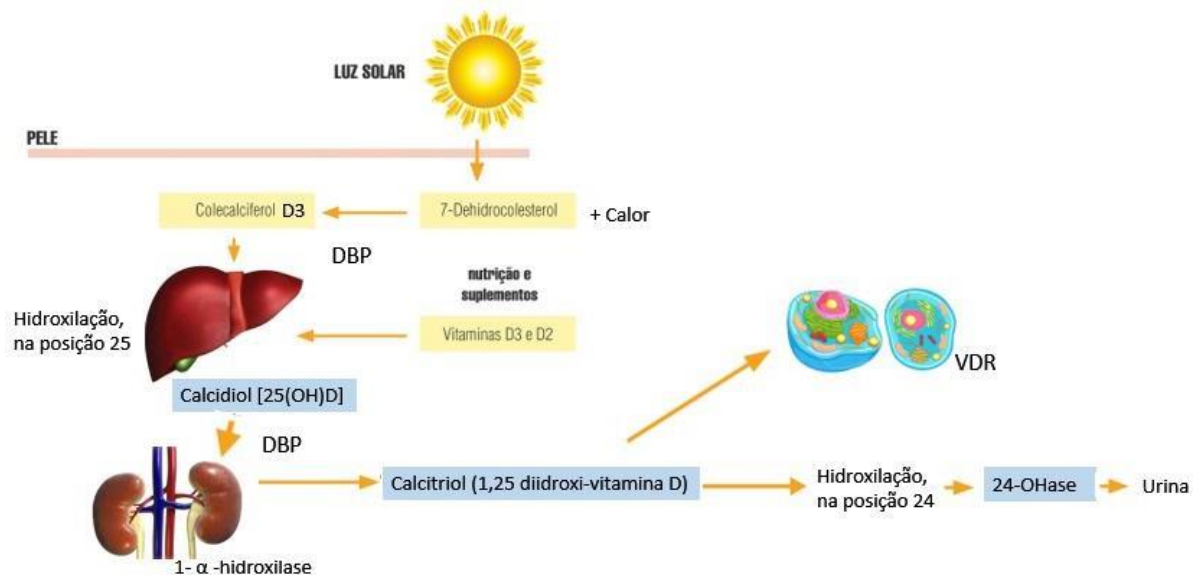 LUZ SOLAR
PELE
Colecalciferol D3
7-Dehidrocolesterol
+ Calor
DBP
nutrição e
suplementos
Hidroxilação,
na posição 25
Vitaminas D3 e D2
VDR
Calcidiol [25(OH)D]
DBP
Calcitriol (1,25 diidroxi-vitamina D)
Hidroxilação,
na posição 24
24-OHase
Urina
1- α -hidroxilase